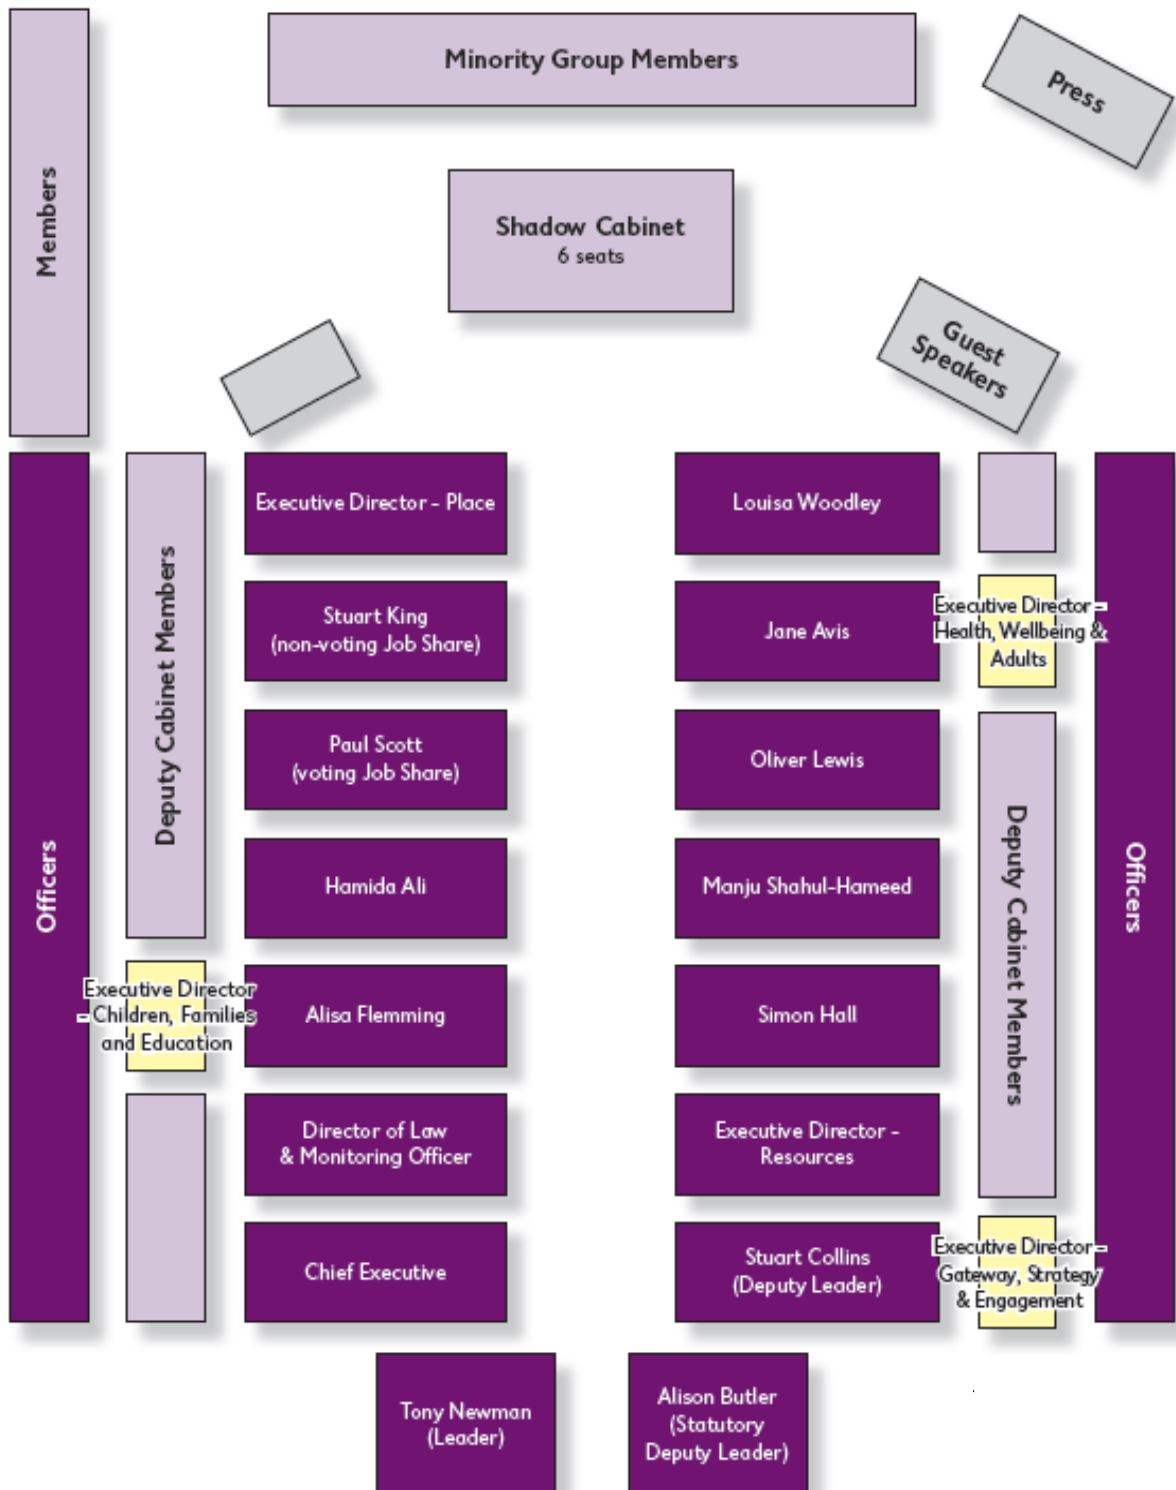 Minority Group Members
Press
Members
Shadow Cabinet
6 seats
Guest
Speakers
Officers
Deputy Cabinet Members
Executive Director – Place
Stuart King
(non-voting Job Share)
Paul Scott
(voting Job Share)
Hamida Ali
Executive Director
– Children, Families
and Education
Alisa Flemming
Director of Law
& Monitoring Officer
Chief Executive
Louisa Woodley
Jane Avis
Oliver Lewis
Manju Shahul-Hameed
Simon Hall
Executive Director –
Resources
Stuart Collins
(Deputy Leader)
Executive Director –
Health, Wellbeing &
Adults
Deputy Cabinet Members
Executive Director –
Gateway, Strategy
& Engagement
Officers
Tony Newman
(Leader)
Alison Butler
(Statutory
Deputy Leader)